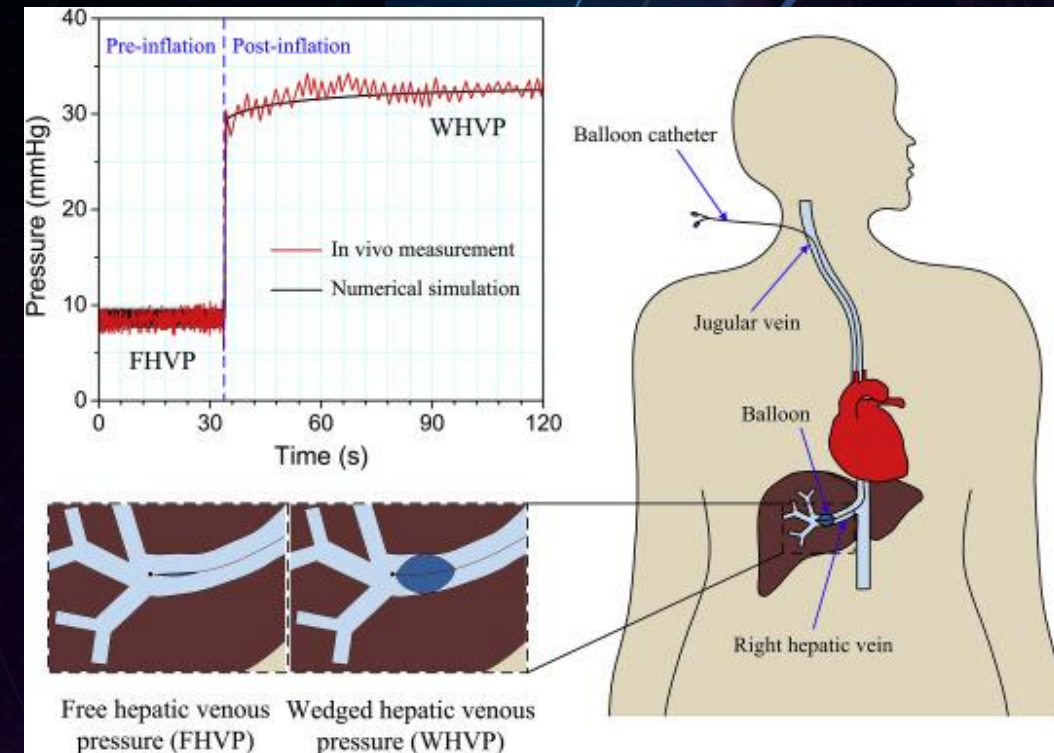 Pre-inflation
Post-inflation
40
30
20
10
0
Pressure (mmHg)
WHVP
In vivo measurement
Numerical simulation
FHVP
0
30
60
90
120
Time (s)
Balloon catheter
Jugular vein
Balloon
Right hepatic vein
Free hepatic venous
pressure (FHVP)
Wedged hepatic venous
pressure (WHVP)